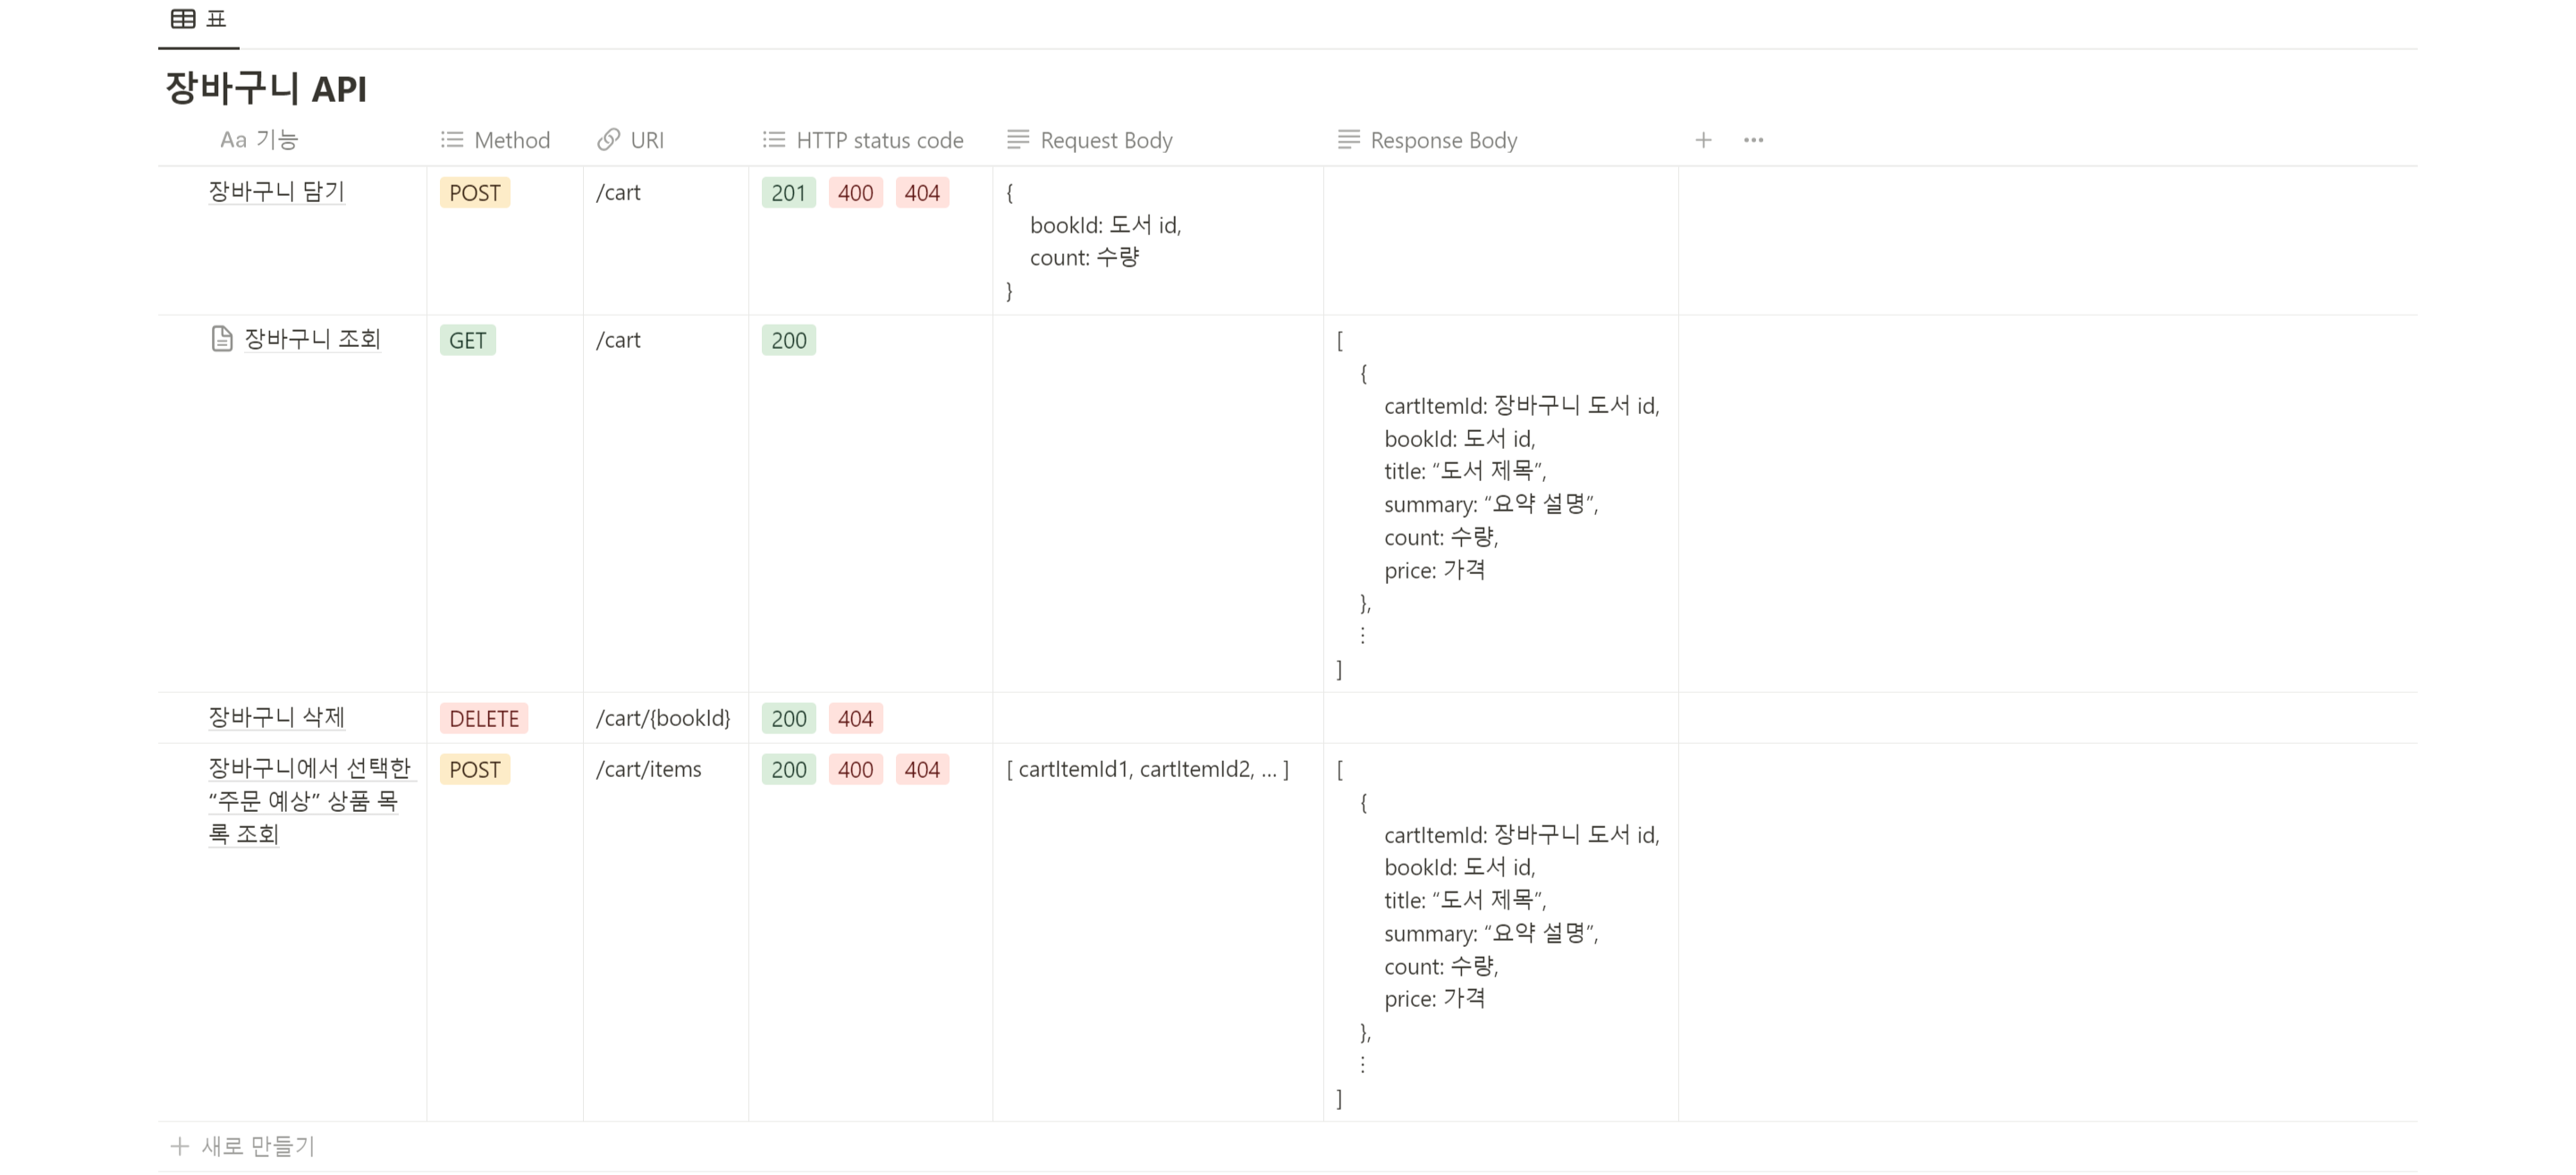 표
장바구니 API
Aa 기능 Method URI HTTP status code Request Body Response Body
장바구니 담기 POST /cart 201 400 404 {
bookId: 도서 id,
count: 수량
}
장바구니 조회 GET /cart 200 [
{
cartItemId: 장바구니 도서 id,
bookId: 도서 id,
title: “도서 제목”,
summary: “요약 설명”,
count: 수량,
price: 가격
},
⋮
]
장바구니 삭제 DELETE /cart/{bookId} 200 404
장바구니에서 선택한 POST /cart/items 200 400 404 [ cartItemId1, cartItemId2, ... ] [
“주문 예상” 상품 목 {
록 조회 cartItemId: 장바구니 도서 id,
bookId: 도서 id,
title: “도서 제목”,
summary: “요약 설명”,
count: 수량,
price: 가격
},
⋮
]
+ 새로 만들기